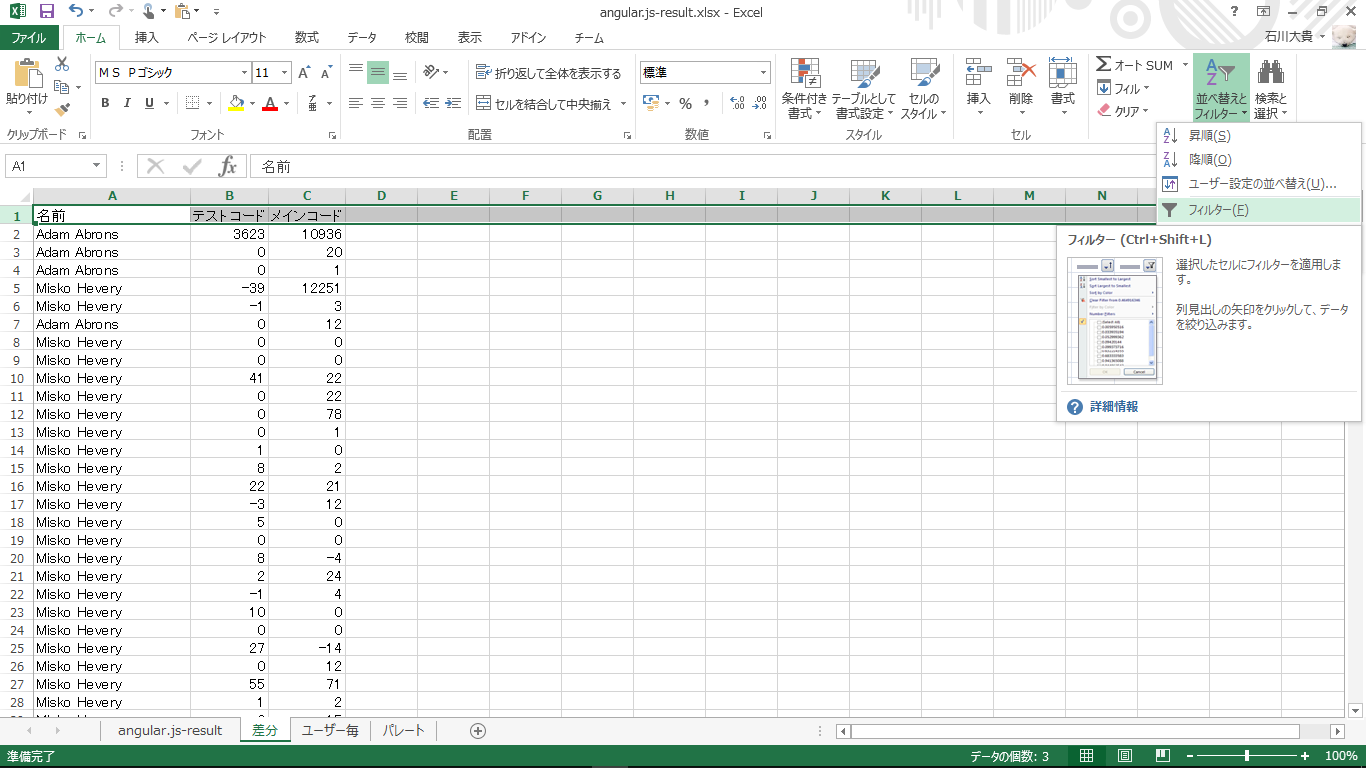 angular.js-result.xlsx - Excel
ファイル ホーム 挿入 ページ レイアウト 数式 データ 校閲 表示 アドイン チーム 石川大貴
ＭＳ Ｐゴシック 11 折り返して全体を表示する 標準 オート SUM
貼り付け B I U セルを結合して中央揃え % 条件付き書式 テーブルとして書式設定 セルのスタイル 挿入 削除 書式 フィル クリア 並べ替えとフィルター 検索と選択
クリップボード フォント 配置 数値 スタイル セル
昇順(S)
降順(O)
ユーザー設定の並べ替え(U)...
フィルター(F)
フィルター (Ctrl+Shift+L)
選択したセルにフィルターを適用しま
す。
列見出しの矢印をクリックして、データ
を絞り込みます。
詳細情報
A1 fx 名前
A B C D E F G H I J K L M N
1 名前 テストコード メインコード
2 Adam Abrons 3623 10936
3 Adam Abrons 0 20
4 Adam Abrons 0 1
5 Misko Hevery -39 12251
6 Misko Hevery -1 3
7 Adam Abrons 0 12
8 Misko Hevery 0 0
9 Misko Hevery 0 0
10 Misko Hevery 41 22
11 Misko Hevery 0 22
12 Misko Hevery 0 78
13 Misko Hevery 0 1
14 Misko Hevery 1 0
15 Misko Hevery 8 2
16 Misko Hevery 22 21
17 Misko Hevery -3 12
18 Misko Hevery 5 0
19 Misko Hevery 0 0
20 Misko Hevery 8 -4
21 Misko Hevery 2 24
22 Misko Hevery -1 4
23 Misko Hevery 10 0
24 Misko Hevery 0 0
25 Misko Hevery 27 -14
26 Misko Hevery 0 12
27 Misko Hevery 55 71
28 Misko Hevery 1 2
angular.js-result 差分 ユーザー毎 パレート
準備完了 データの個数: 3 100%